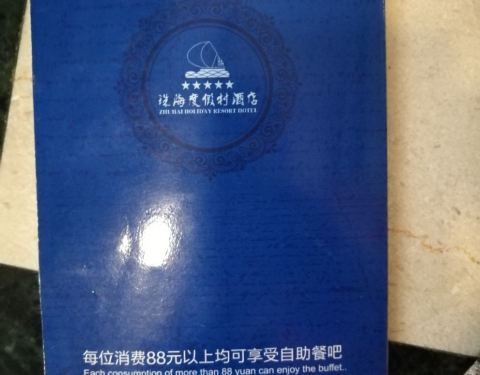 珠海度假村酒店
ZHUHAI HOLIDAY RESORT HOTEL
每位消费88元以上均可享受自助餐吧
Each consumption of more than 88 yuan can enjoy the buffet..